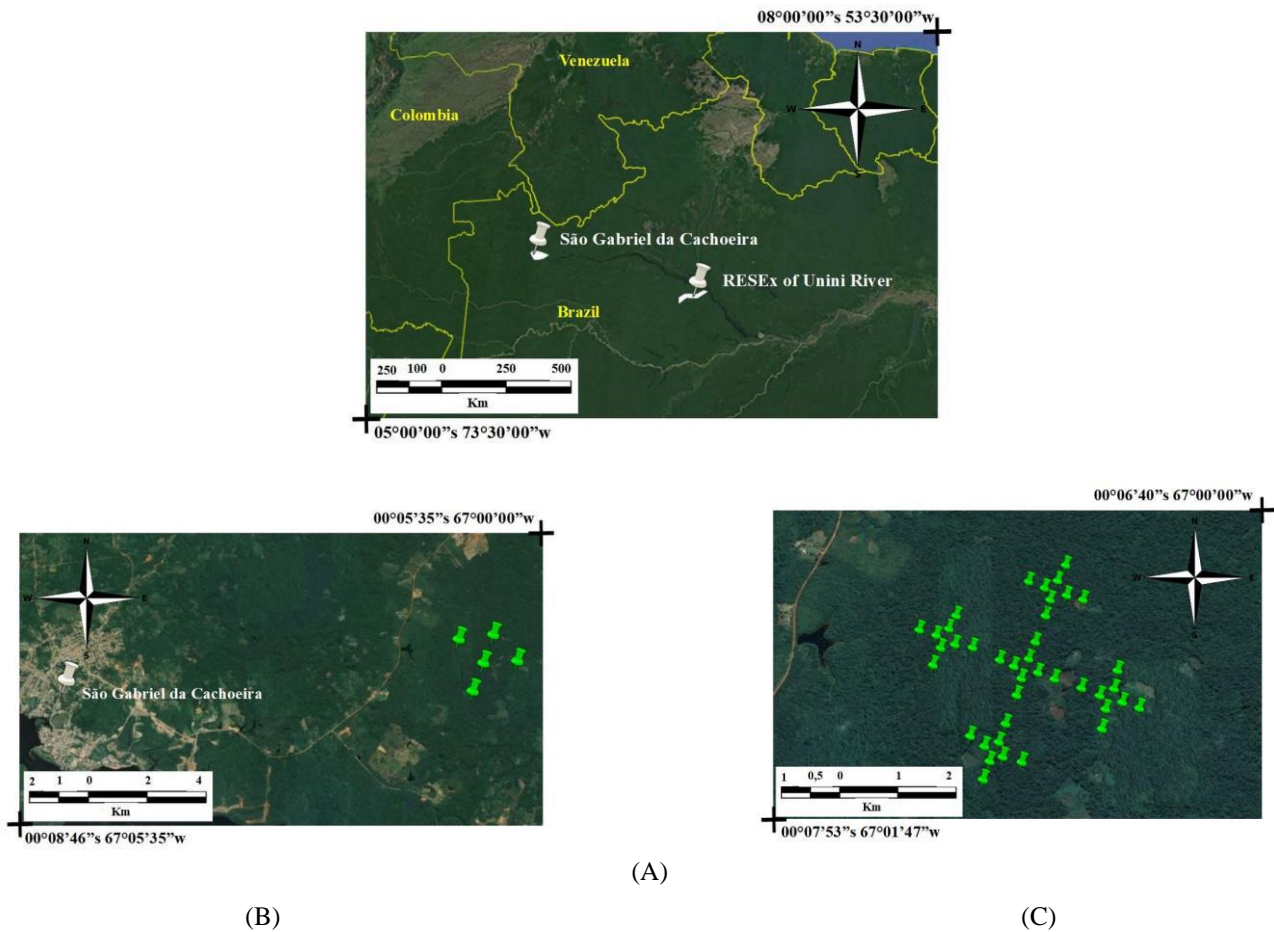 08°00’00”s 53°30’00”w
N
W
E
S
Venezuela
Colombia
São Gabriel da Cachoeira
RESEx of Unini River
Brazil
250 100 0 250 500
Km
05°00’00”s 73°30’00”w
00°05’35”s 67°00’00”w
N
W
E
S
São Gabriel da Cachoeira
2 1 0 2 4
Km
00°08’46”s 67°05’35”w
00°06’40” 67°00’00”w
N
W
E
S
1 0,5 0 1 2
Km
00°07’53”s 67°01’47”w
(A)
(B)
(C)